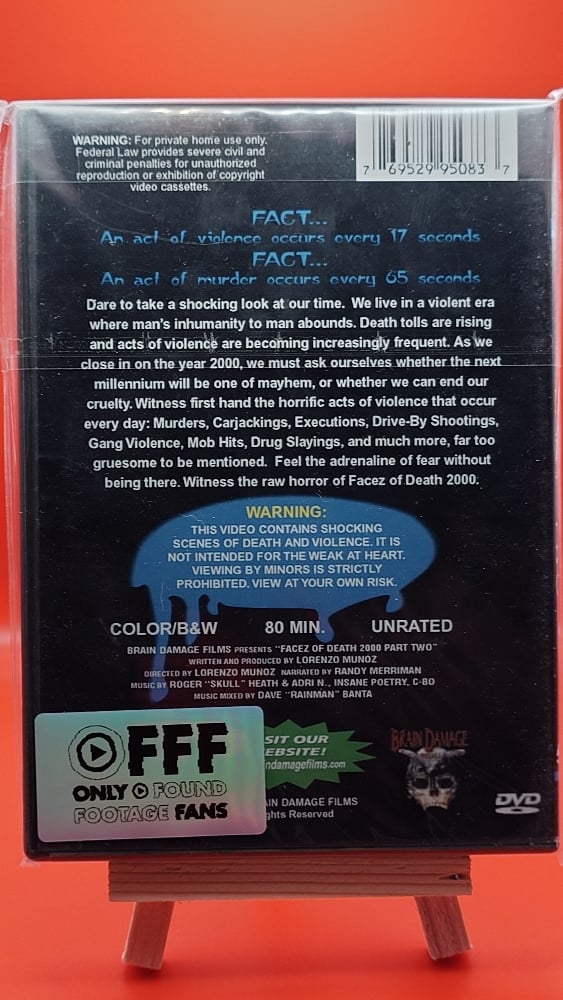 WARNING: For private home use only.
Federal Law provides severe civil and
criminal penalties for unauthorized
reproduction or exhibition of copyright
video cassettes.
7 69529 95083 7
FACT...
An act of violence occurs every 17 seconds
FACT...
An act of murder occurs every 65 seconds
Dare to take a shocking look at our time. We live in a violent era
where man's inhumanity to man abounds. Death tolls are rising
and acts of violence are becoming increasingly frequent. As we
close in on the year 2000, we must ask ourselves whether the next
millennium will be one of mayhem, or whether we can end our
cruelty. Witness first hand the horrific acts of violence that occur
every day: Murders, Carjackings, Executions, Drive-By Shootings,
Gang Violence, Mob Hits, Drug Slayings, and much more, far too
gruesome to be mentioned. Feel the adrenaline of fear without
being there. Witness the raw horror of Facez of Death 2000.
WARNING:
THIS VIDEO CONTAINS SHOCKING
SCENES OF DEATH AND VIOLENCE. IT IS
NOT INTENDED FOR THE WEAK AT HEART.
VIEWING BY MINORS IS STRICTLY
PROHIBITED. VIEW AT YOUR OWN RISK.
COLOR/B&W 80 MIN. UNRATED
BRAIN DAMAGE FILMS PRESENTS "FACEZ OF DEATH 2000 PART TWO"
WRITTEN AND PRODUCED BY LORENZO MUNOZ
DIRECTED BY LORENZO MUNOZ NARRATED BY RANDY MERRIMAN
MUSIC BY ROGER "SKULL" HEATH & ADRI N., INSANE POETRY, C-BO
MUSIC MIXED BY DAVE "RAINMAN" BANTA
OFFF
ONLY FOUND
FOOTAGE FANS
SIT OUR
EBSITE!
ndamagefilms.com
BRAIN DAMAGE
AIN DAMAGE FILMS
ghts Reserved
DVD